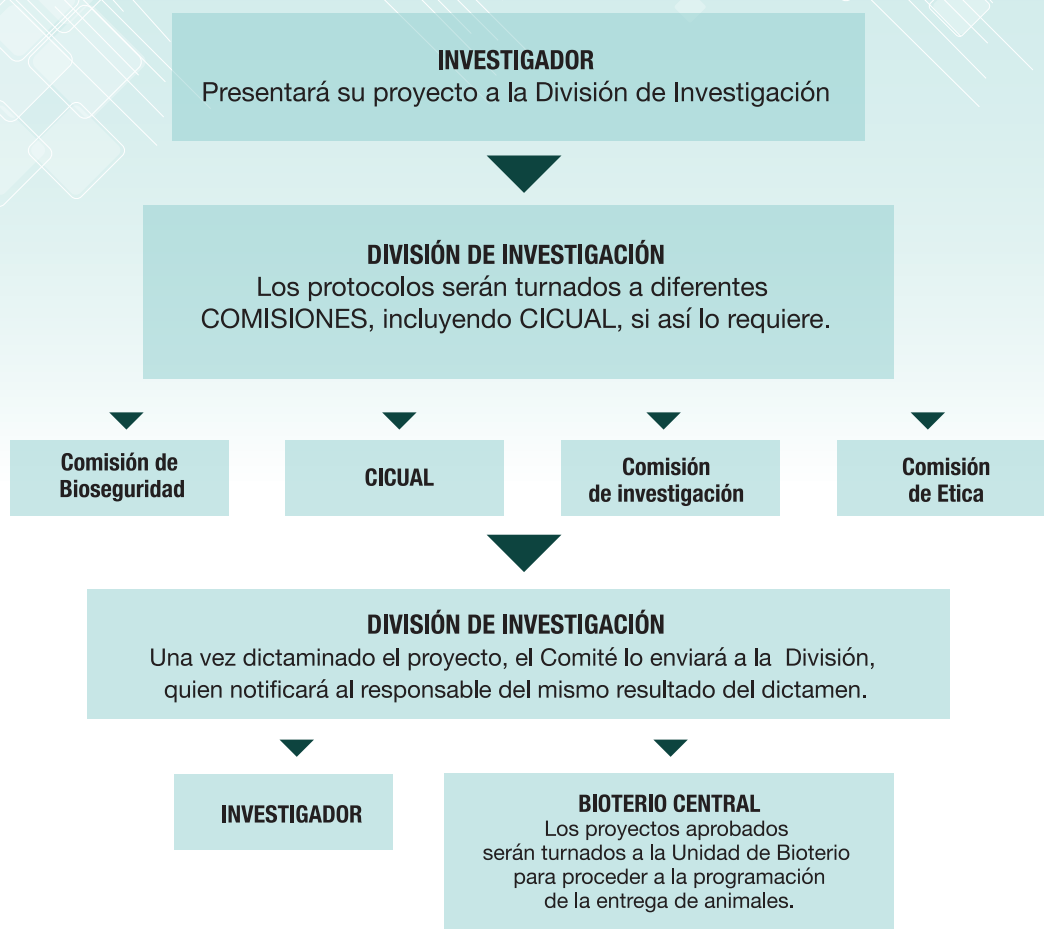 INVESTIGADOR
Presentará su proyecto a la División de Investigación
DIVISIÓN DE INVESTIGACIÓN
Los protocolos serán turnados a diferentes
COMISIONES, incluyendo CICUAL, si así lo requiere.
Comisión de
Bioseguridad
CICUAL
Comisión
de investigación
Comisión
de Etica
DIVISIÓN DE INVESTIGACIÓN
Una vez dictaminado el proyecto, el Comité lo enviará a la División,
quien notificará al responsable del mismo resultado del dictamen.
INVESTIGADOR
BIOTERIO CENTRAL
Los proyectos aprobados
serán turnados a la Unidad de Bioterio
para proceder a la programación
de la entrega de animales.